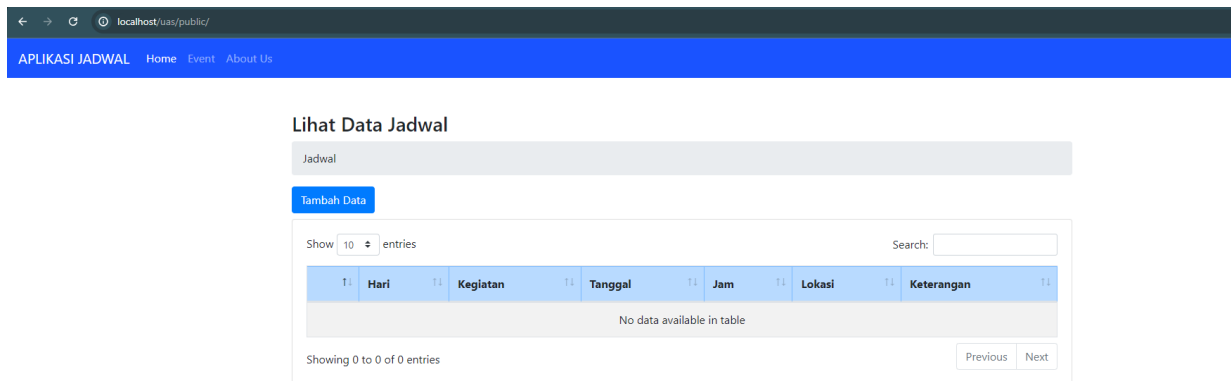 localhost/uas/public/
APLIKASI JADWAL Home Event About Us
Lihat Data Jadwal
Jadwal
Tambah Data
Show 10 entries Search:
Hari Kegiatan Tanggal Jam Lokasi Keterangan
No data available in table
Showing 0 to 0 of 0 entries Previous Next